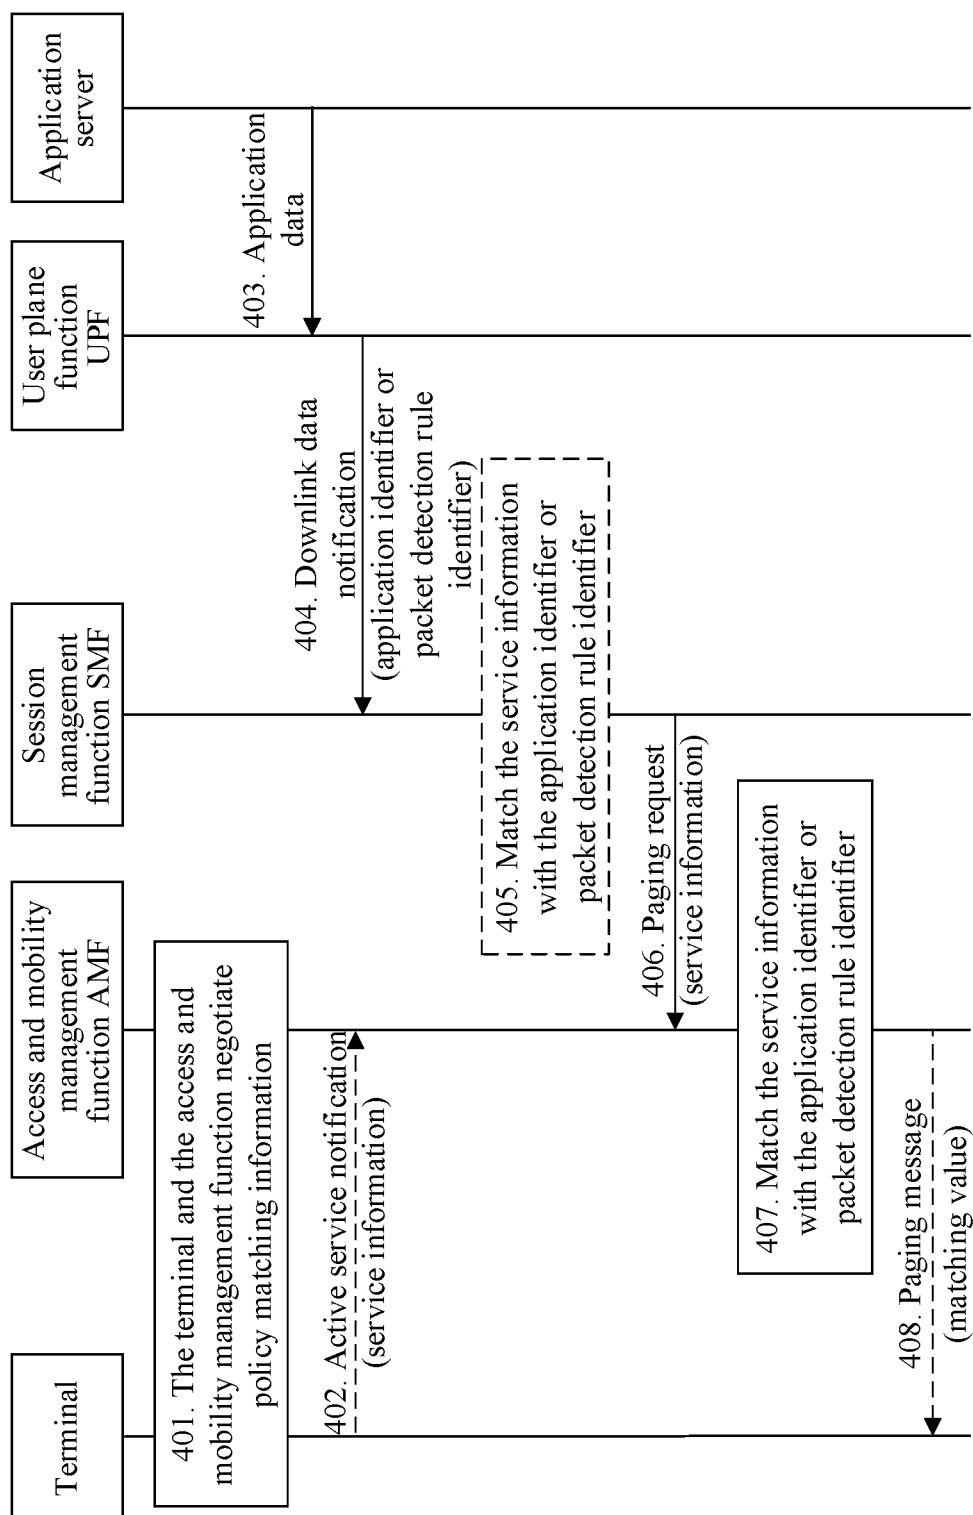 Terminal
Access and mobility
management
function AMF
Session
management
function SMF
User plane
function
UPF
Application
server
401. The terminal and the access and
mobility management function negotiate
policy matching information
402. Active service notification
(service information)
403. Application
data
404. Downlink data
notification
(application identifier or
packet detection rule
identifier)
405. Match the service information
with the application identifier or
packet detection rule identifier
406. Paging request
(service information)
407. Match the service information
with the application identifier or
packet detection rule identifier
408. Paging message
(matching value)